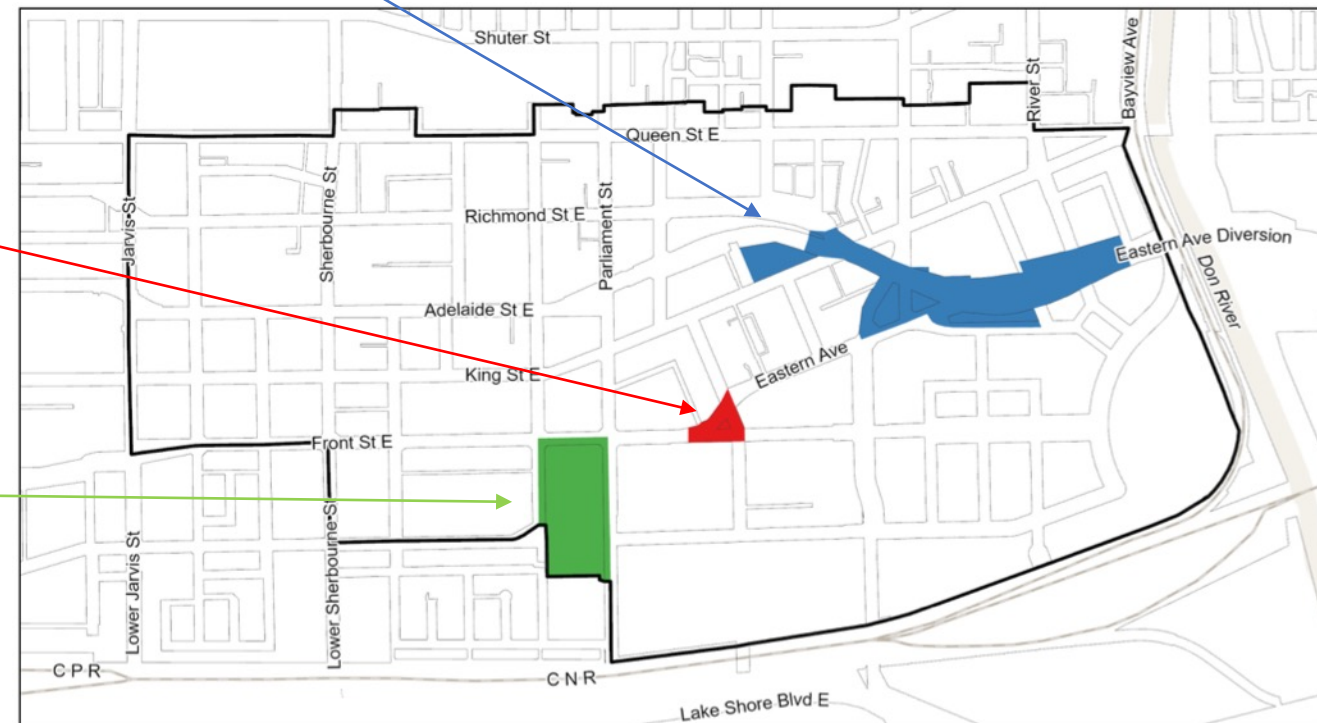 Shuter St
River St
Bayview Ave
Queen St E
Jarvis St
Sherbourne St
Parliament St
Richmond St E
Eastern Ave Diversion
Don River
Adelaide St E
Eastern Ave
King St E
Front St E
Lower Jarvis St
Lower Sherbourne St
C P R
C N R
Lake Shore Blvd E